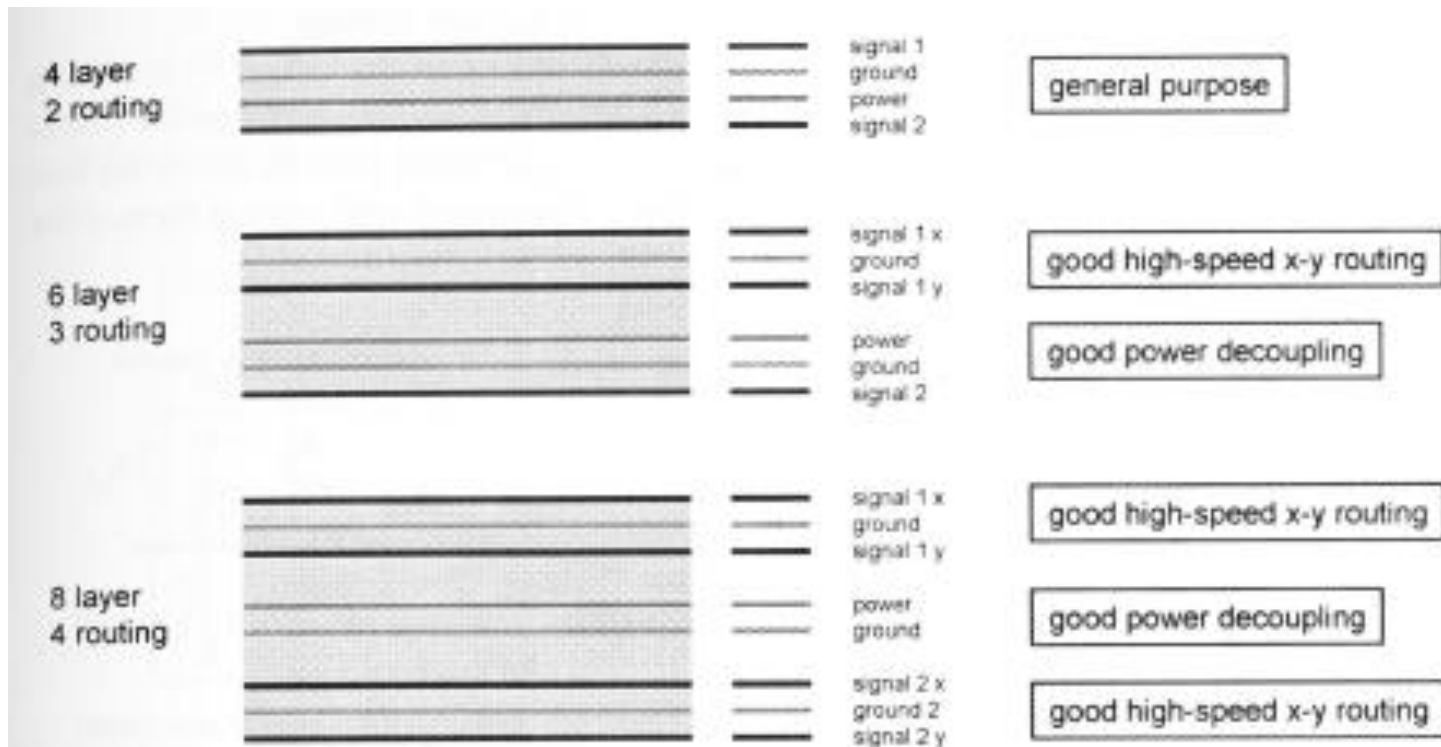 4 layer
2 routing
signal 1
ground
power
signal 2
general purpose
6 layer
3 routing
signal 1 x
ground
signal 1 y
power
ground
signal 2
good high-speed x-y routing
good power decoupling
8 layer
4 routing
signal 1 x
ground
signal 1 y
power
ground
signal 2 x
ground 2
signal 2 y
good high-speed x-y routing
good power decoupling
good high-speed x-y routing